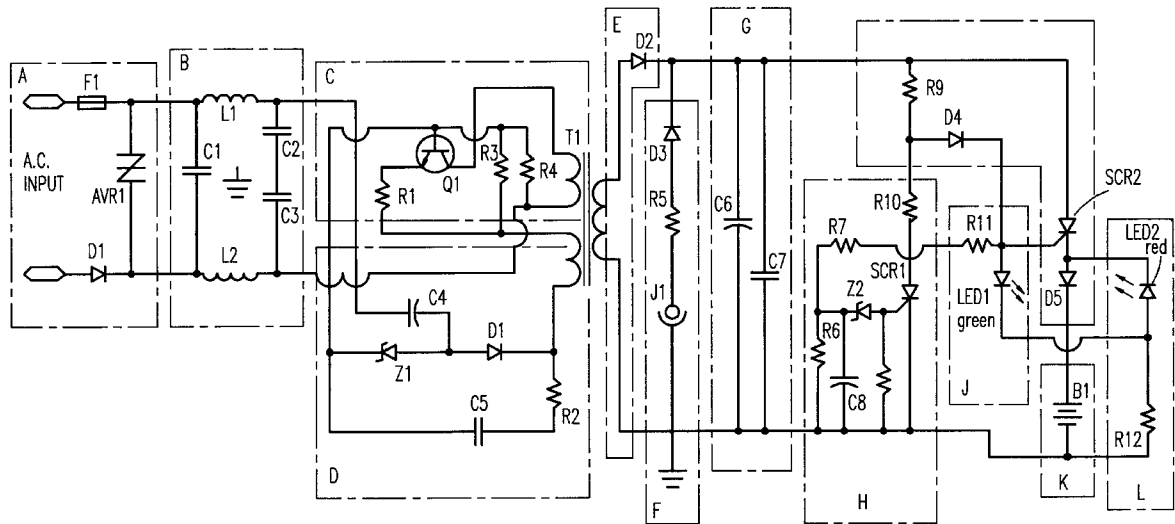 A
F1
A.C.
INPUT
AVR1
D1
B
L1
C1
C2
C3
L2
C
R1
Q1
R3
R4
T1
C4
Z1
D1
C5
R2
D
E
D2
D3
R5
J1
F
G
C6
C7
R9
D4
R10
R7
SCR1
Z2
R6
C8
H
R11
LED1
green
J
SCR2
D5
LED2
red
B1
K
R12
L